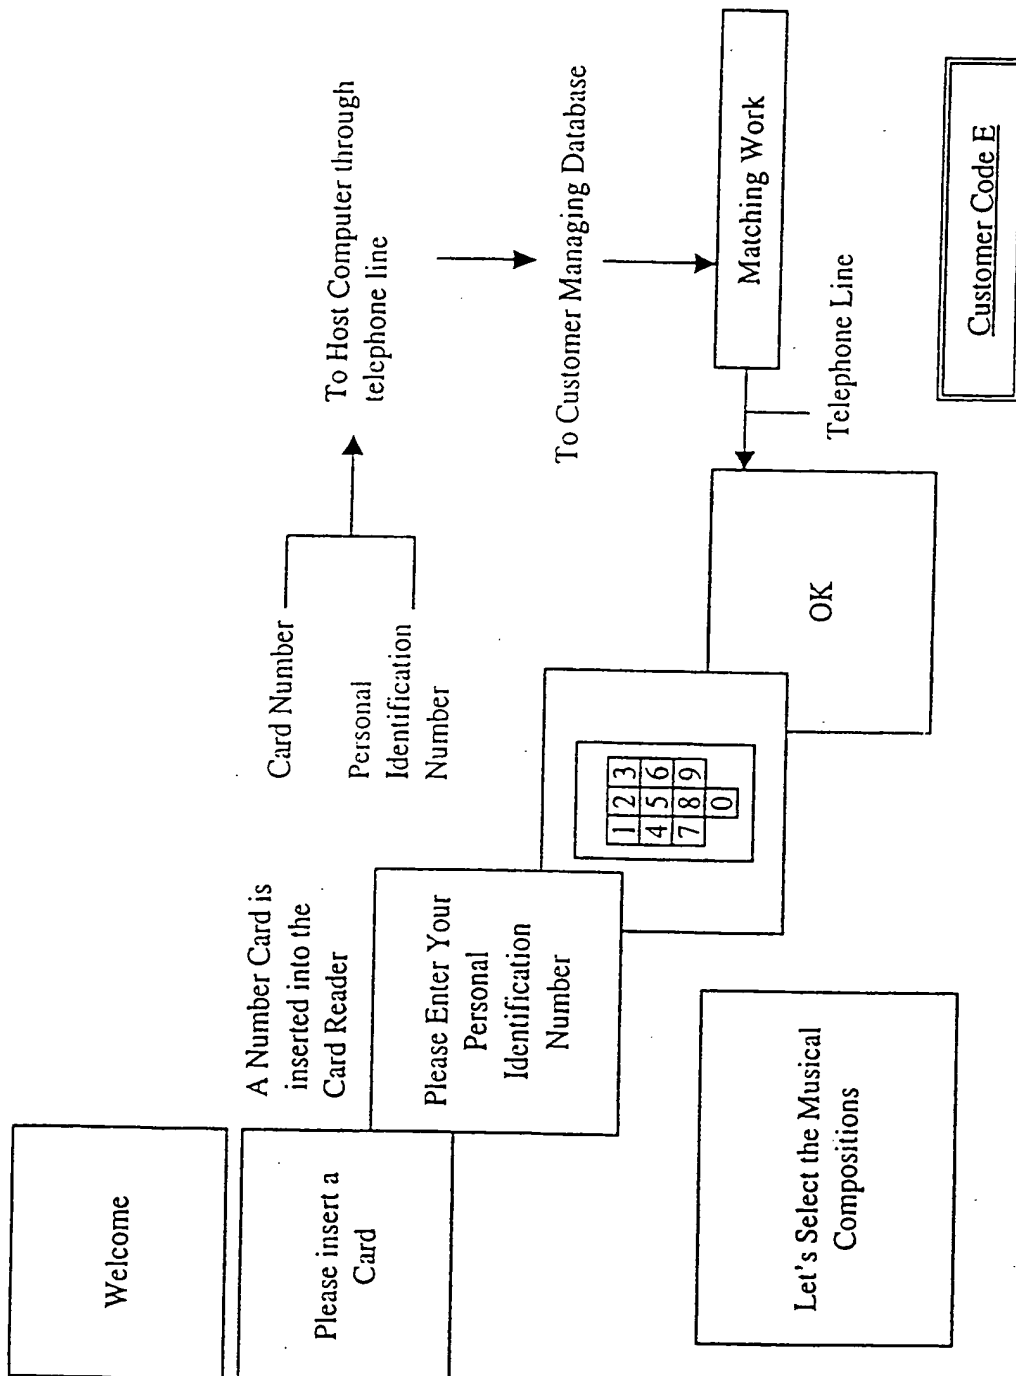 Welcome
Please insert a
Card
A Number Card is
inserted into the
Card Reader
Please Enter Your
Personal
Identification
Number
1 2 3
4 5 6
7 8 9
0
Card Number
Personal
Identification
Number
To Host Computer through
telephone line
To Customer Managing Database
Matching Work
Telephone Line
OK
Let's Select the Musical
Compositions
Customer Code E